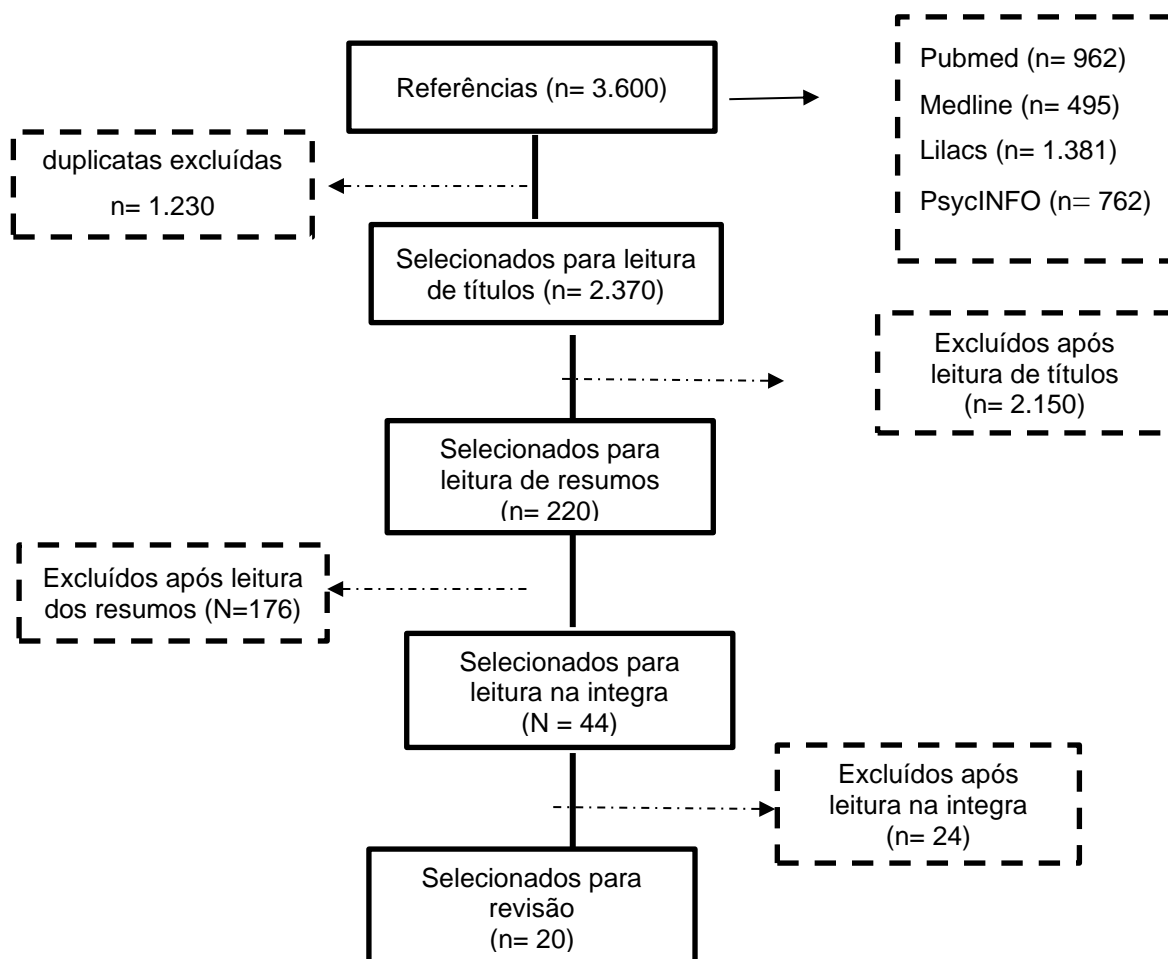 Referências (n= 3.600)
Pubmed (n= 962)
Medline (n= 495)
Lilacs (n= 1.381)
PsycINFO (n= 762)
duplicatas excluídas
n= 1.230
Selecionados para leitura
de títulos (n= 2.370)
Excluídos após
leitura de títulos
(n= 2.150)
Selecionados para
leitura de resumos
(n= 220)
Excluídos após leitura
dos resumos (N=176)
Selecionados para
leitura na integra
(N = 44)
Excluídos após
leitura na integra
(n= 24)
Selecionados para
revisão
(n= 20)